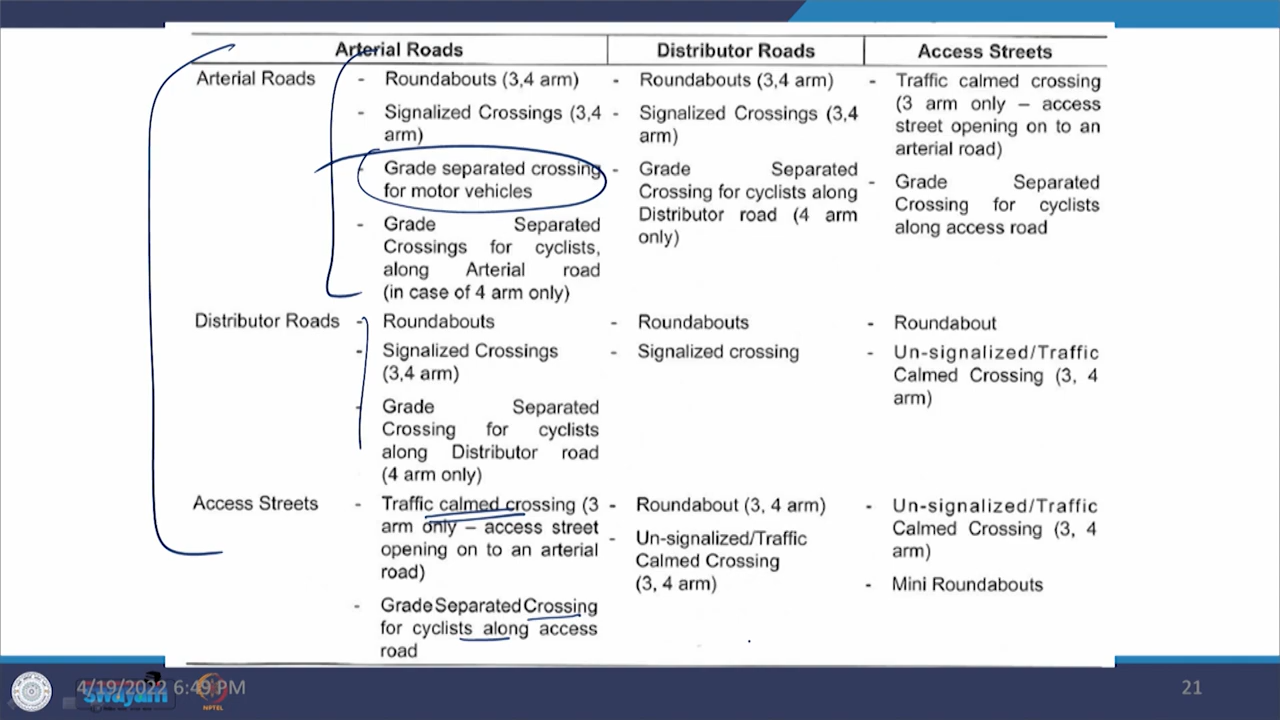 Arterial Roads
Distributor Roads
Access Streets
Arterial Roads
- Roundabouts (3,4 arm)
- Signalized Crossings (3,4
arm)
- Grade separated crossing
for motor vehicles
- Grade Separated
Crossings for cyclists,
along Arterial road
(in case of 4 arm only)
- Roundabouts (3,4 arm)
- Signalized Crossings (3,4
arm)
- Grade Separated
Crossing for cyclists along
Distributor road (4 arm
only)
- Traffic calmed crossing
(3 arm only – access
street opening on to an
arterial road)
- Grade Separated
Crossing for cyclists
along access road
Distributor Roads
- Roundabouts
- Signalized Crossings
(3,4 arm)
- Grade Separated
Crossing for cyclists
along Distributor road
(4 arm only)
- Roundabouts
- Signalized crossing
- Roundabout
- Un-signalized/Traffic
Calmed Crossing (3, 4
arm)
Access Streets
- Traffic calmed crossing (3
arm only – access street
opening on to an arterial
road)
- Grade Separated Crossing
for cyclists along access
road
- Roundabout (3, 4 arm)
- Un-signalized/Traffic
Calmed Crossing
(3, 4 arm)
- Un-signalized/Traffic
Calmed Crossing (3, 4
arm)
- Mini Roundabouts
4/19/2022 6:49 PM
swayam
NPTEL
21